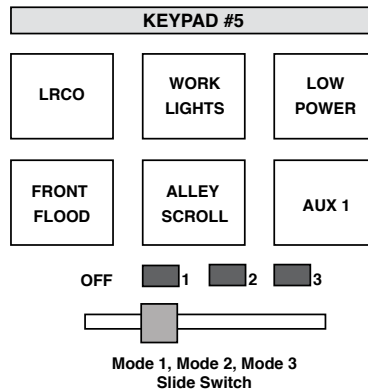 KEYPAD #5
LRCO
WORK
LIGHTS
LOW
POWER
FRONT
FLOOD
ALLEY
SCROLL
AUX 1
OFF 1 2 3
Mode 1, Mode 2, Mode 3
Slide Switch